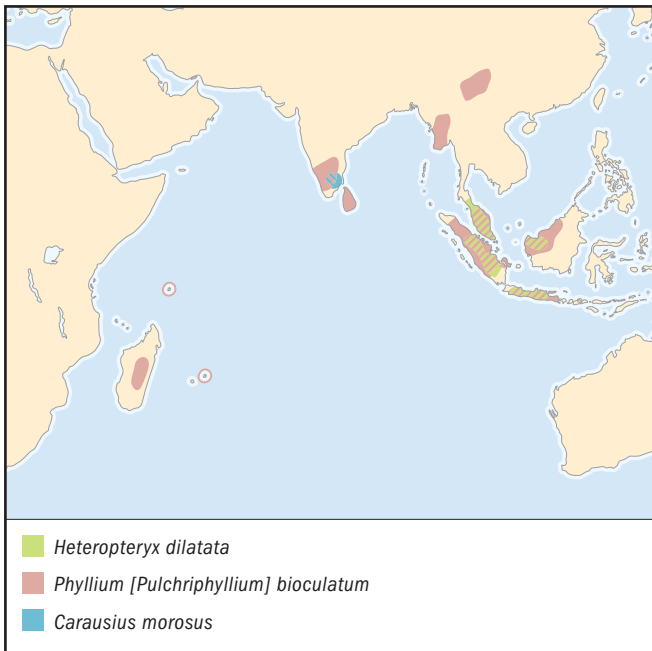 Heteropteryx dilatata
Phyllium [Pulchriphyllium] bioculatum
Carausius morosus